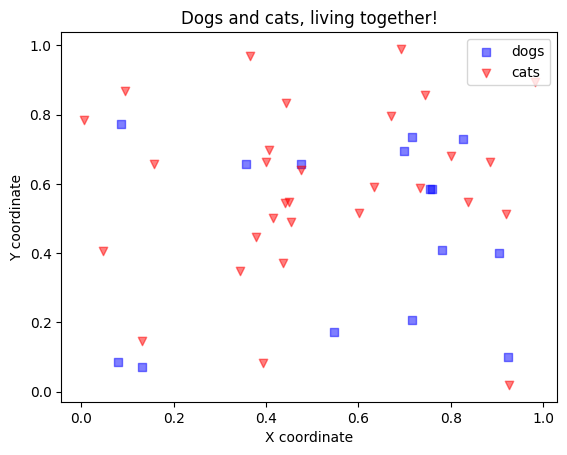 Dogs and cats, living together!
dogs
cats
1.0
0.8
0.6
0.4
0.2
0.0
Y coordinate
0.0 0.2 0.4 0.6 0.8 1.0
X coordinate